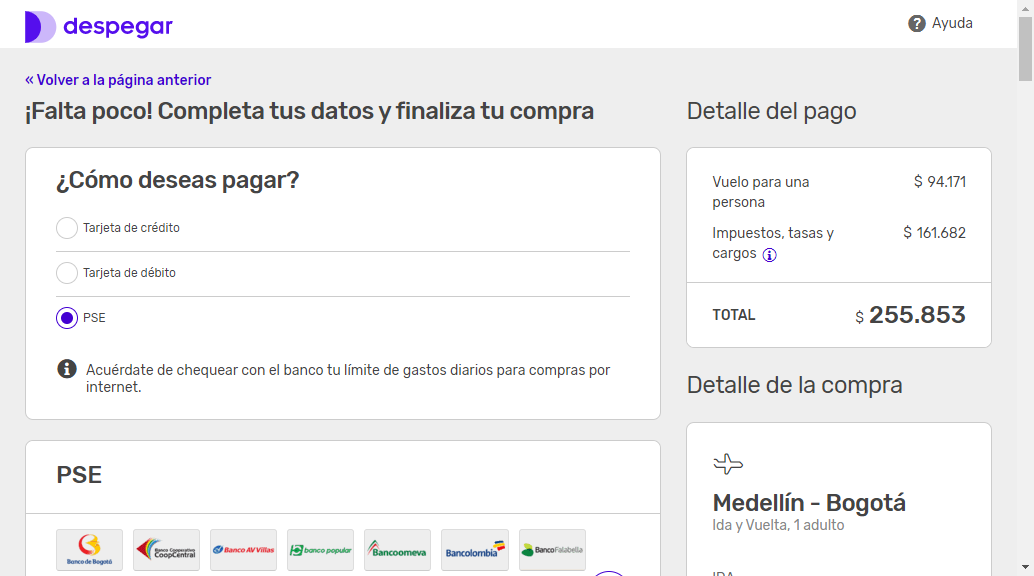 despegar
Ayuda
« Volver a la página anterior
¡Falta poco! Completa tus datos y finaliza tu compra
¿Cómo deseas pagar?
Tarjeta de crédito
Tarjeta de débito
PSE
Acuérdate de chequear con el banco tu límite de gastos diarios para compras por
internet.
PSE
Banco de Bogotá
Banco Cooperativo
CoopCentral
Banco AV Villas
banco popular
Bancoomeva
Bancolombia
Banco Falabella
Detalle del pago
Vuelo para una
persona
$ 94.171
Impuestos, tasas y
cargos
$ 161.682
TOTAL
$ 255.853
Detalle de la compra
Medellín - Bogotá
Ida y Vuelta, 1 adulto
IDA